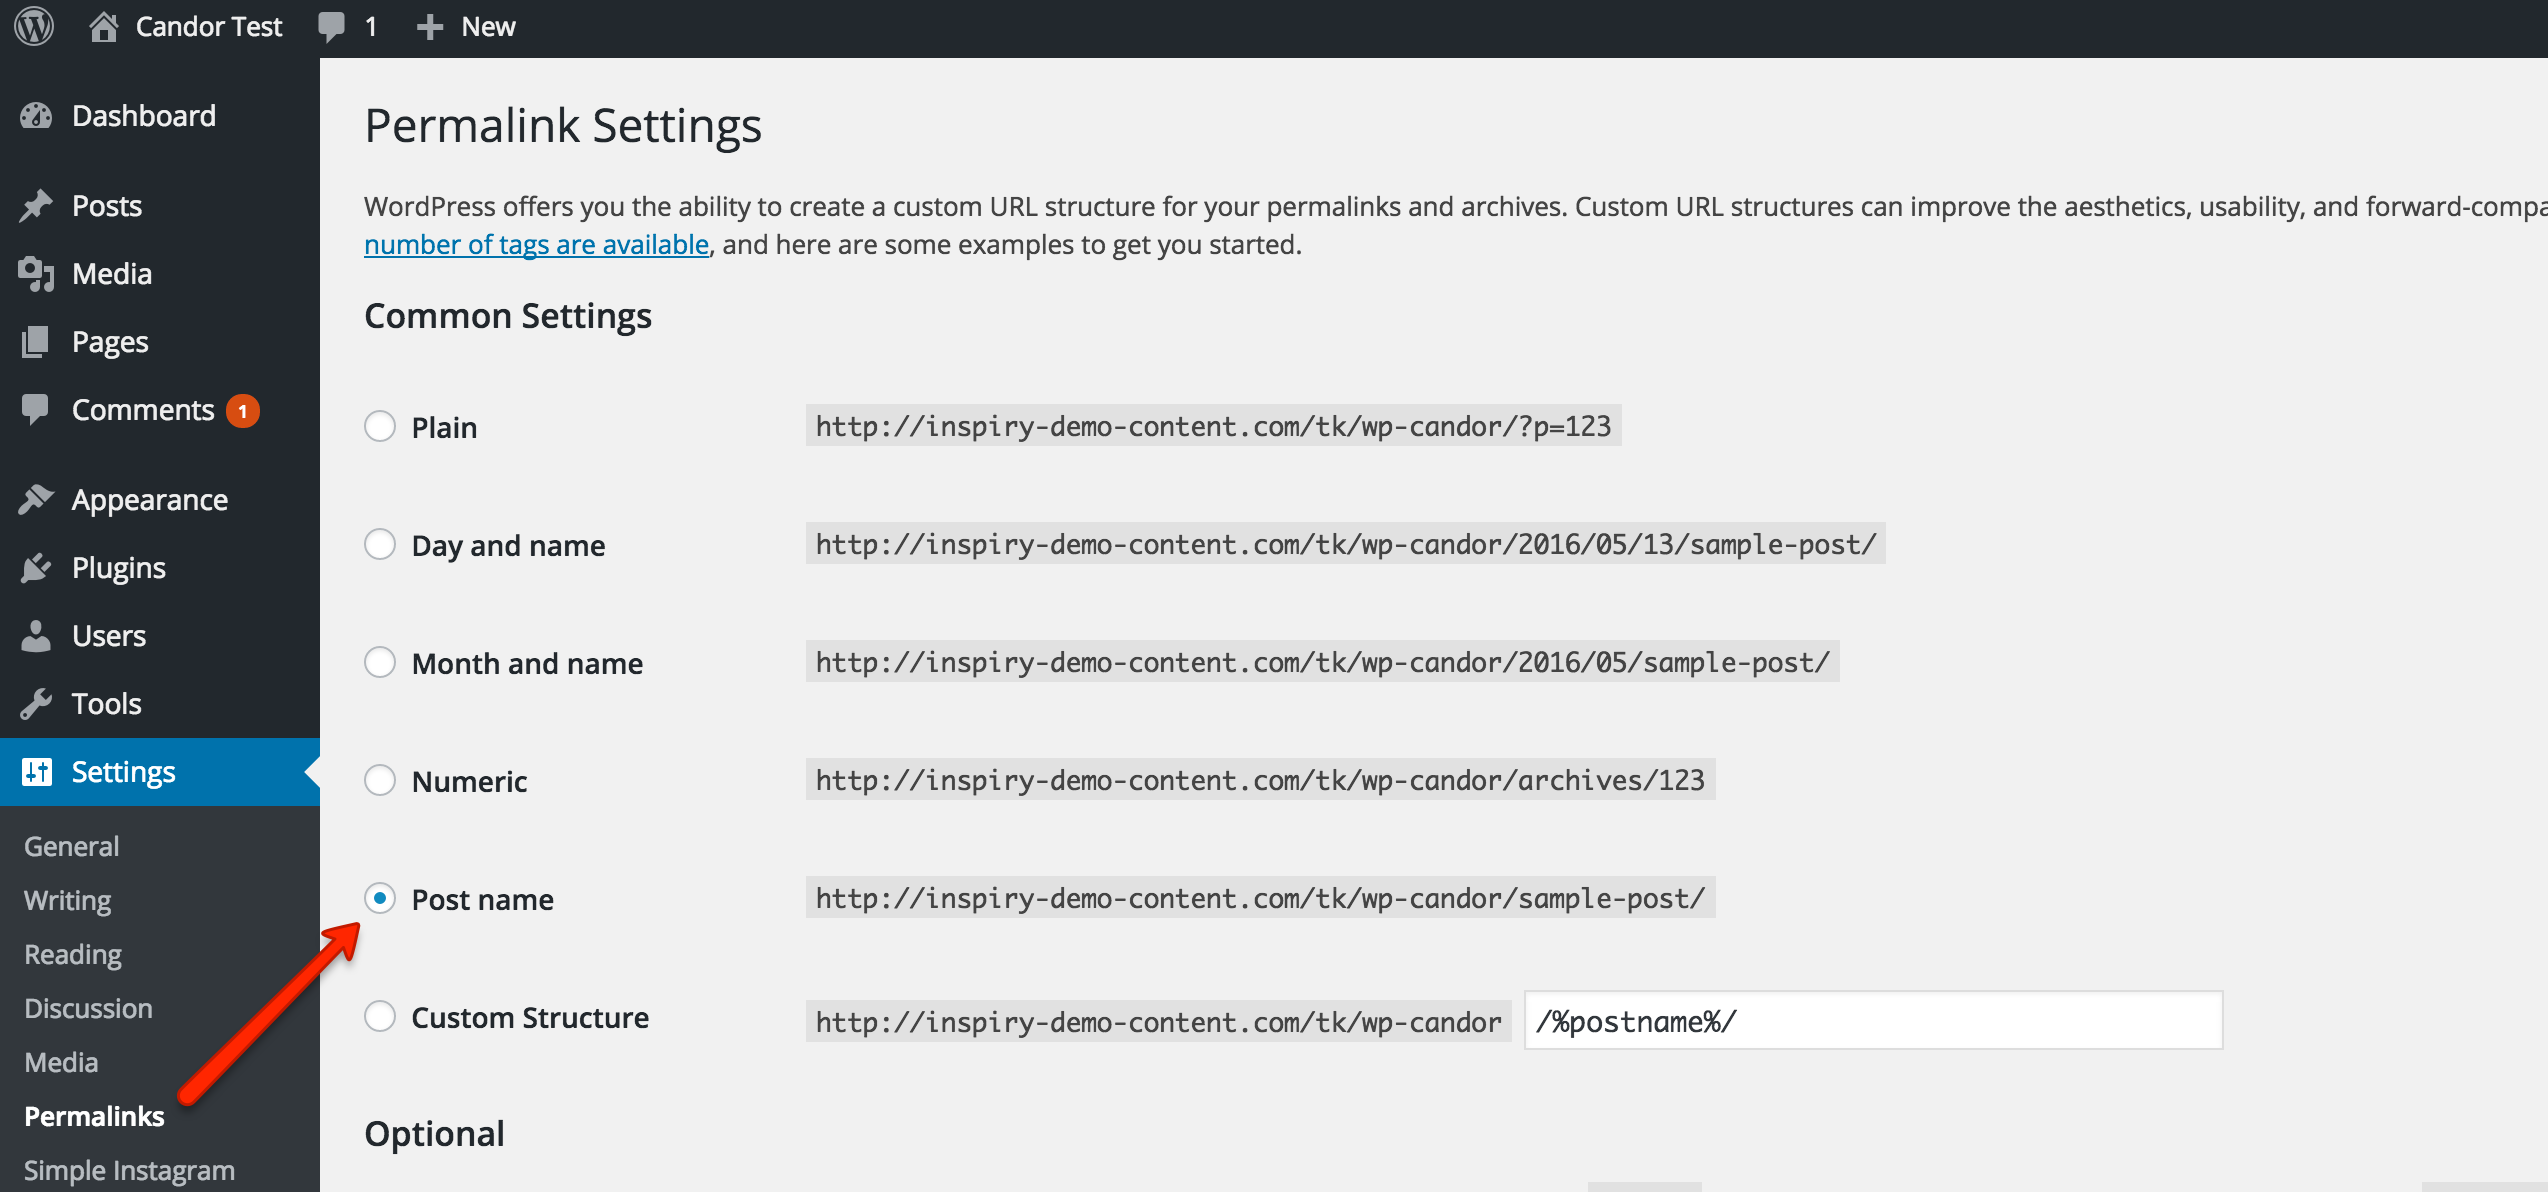 Candor Test 1 New
Dashboard
Posts
Media
Pages
Comments 1
Appearance
Plugins
Users
Tools
Settings
General
Writing
Reading
Discussion
Media
Permalinks
Simple Instagram
Permalink Settings
WordPress offers you the ability to create a custom URL structure for your permalinks and archives. Custom URL structures can improve the aesthetics, usability, and forward-compa
number of tags are available, and here are some examples to get you started.
Common Settings
Plain http://inspiry-demo-content.com/tk/wp-candor/?p=123
Day and name http://inspiry-demo-content.com/tk/wp-candor/2016/05/13/sample-post/
Month and name http://inspiry-demo-content.com/tk/wp-candor/2016/05/sample-post/
Numeric http://inspiry-demo-content.com/tk/wp-candor/archives/123
Post name http://inspiry-demo-content.com/tk/wp-candor/sample-post/
Custom Structure http://inspiry-demo-content.com/tk/wp-candor /%postname%/
Optional